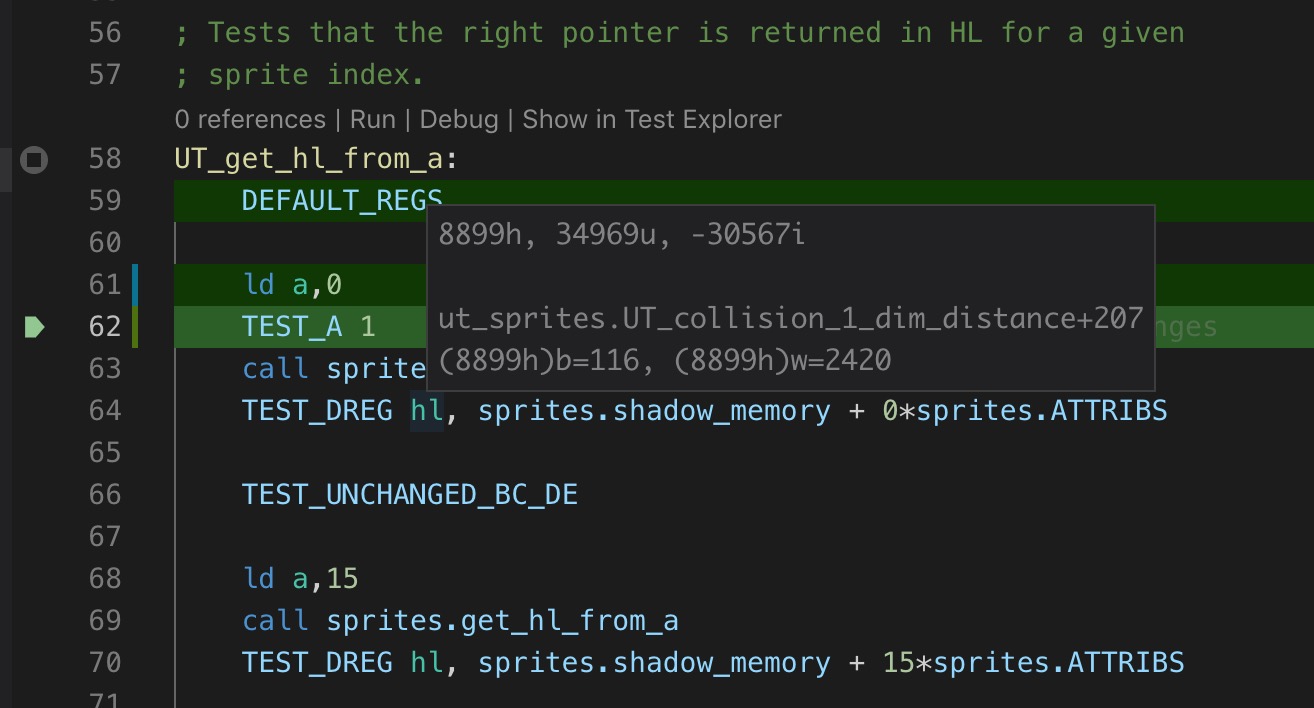 56 ; Tests that the right pointer is returned in HL for a given
57 ; sprite index.
0 references | Run | Debug | Show in Test Explorer
58 UT_get_hl_from_a:
59 DEFAULT_REGS
8899h, 34969u, -30567i
60
61 ld a,0
ut_sprites.UT_collision_1_dim_distance+207
62 TEST_A 1
(8899h)b=116, (8899h)w=2420
63 call sprite
64 TEST_DREG hl, sprites.shadow_memory + 0*sprites.ATTRIBS
65
66 TEST_UNCHANGED_BC_DE
67
68 ld a,15
69 call sprites.get_hl_from_a
70 TEST_DREG hl, sprites.shadow_memory + 15*sprites.ATTRIBS
71